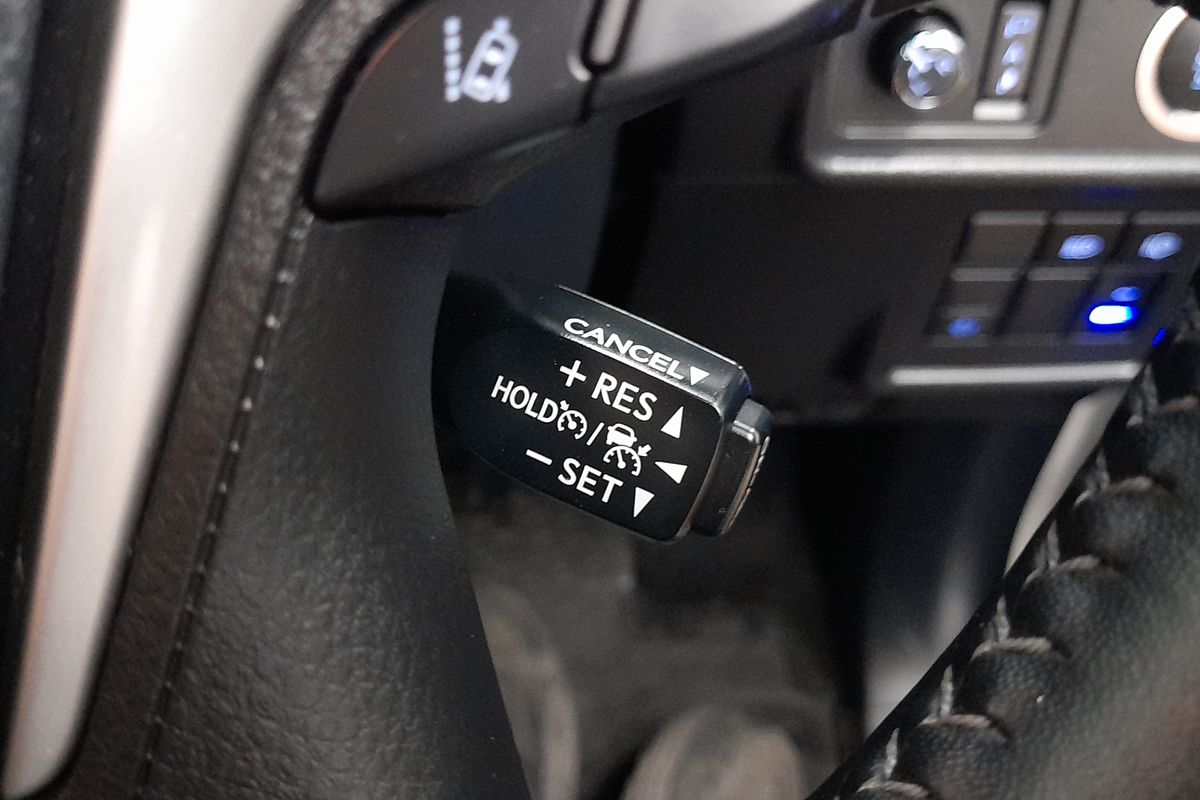 CANCEL▼
+ RES ▲
HOLD /
− SET ▼